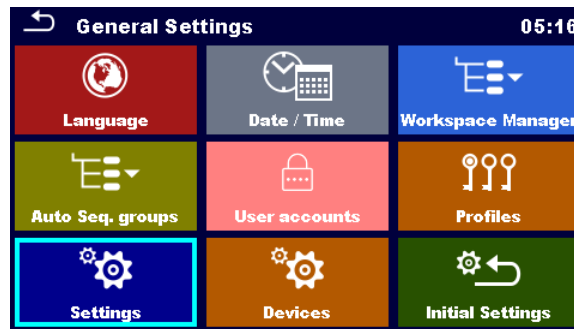 General Settings 05:16
Language Date / Time Workspace Manager
Auto Seq. groups User accounts Profiles
Settings Devices Initial Settings